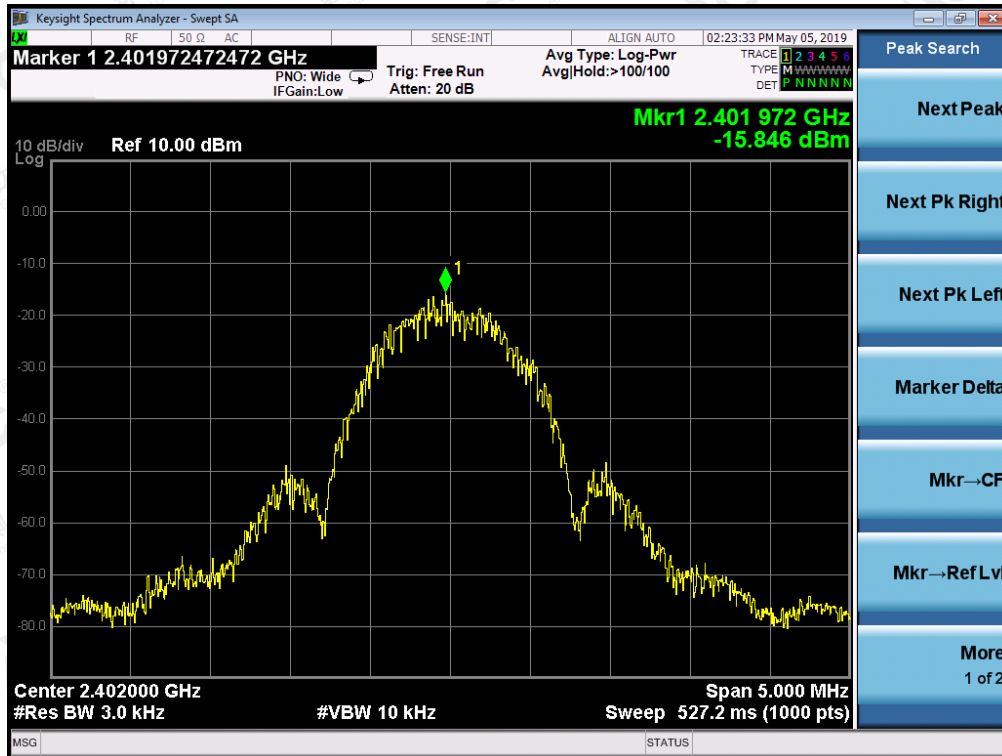 Keysight Spectrum Analyzer - Swept SA
LXI RF 50 Ω AC SENSE:INT ALIGN AUTO 02:23:33 PM May 05, 2019
Marker 1 2.401972472472 GHz
PNO: Wide
IFGain:Low
Trig: Free Run
Atten: 20 dB
Avg Type: Log-Pwr
Avg|Hold:>100/100
TRACE 1 2 3 4 5 6
TYPE M WWWWW
DET P N N N N N
Mkr1 2.401 972 GHz
-15.846 dBm
10 dB/div Ref 10.00 dBm
Log
0.00
-10.0
1
-20.0
-30.0
-40.0
-50.0
-60.0
-70.0
-80.0
Center 2.402000 GHz Span 5.000 MHz
#Res BW 3.0 kHz #VBW 10 kHz Sweep 527.2 ms (1000 pts)
MSG STATUS
Peak Search
Next Peak
Next Pk Right
Next Pk Left
Marker Delta
Mkr→CF
Mkr→Ref Lvl
More
1 of 2